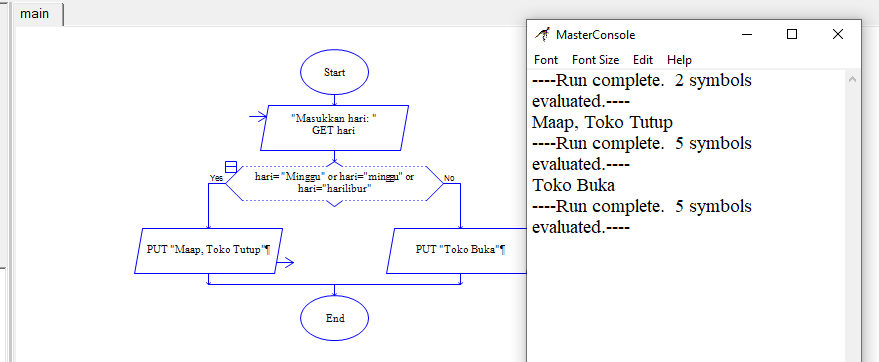 main
Start
"Masukkan hari: "
GET hari
Yes
hari="Minggu" or hari="minggu" or
hari="harilibur"
No
PUT "Maap, Toko Tutup"¶
PUT "Toko Buka"¶
End
MasterConsole
Font Font Size Edit Help
----Run complete. 2 symbols
evaluated.----
Maap, Toko Tutup
----Run complete. 5 symbols
evaluated.----
Toko Buka
----Run complete. 5 symbols
evaluated.----